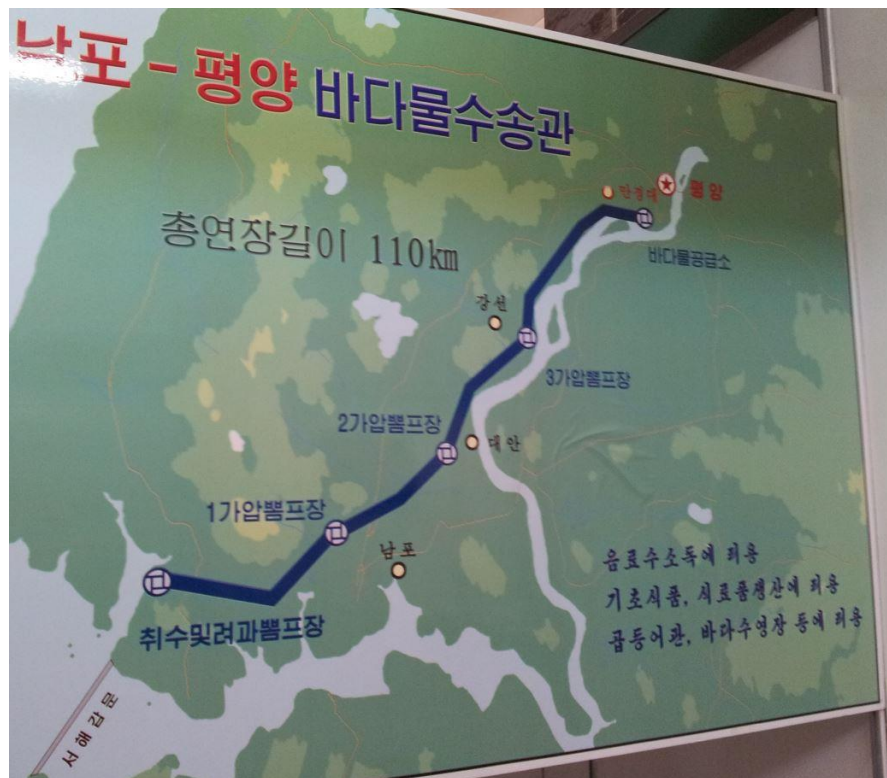 남포 - 평양 바다물수송관
총연장길이 110km
만경대
평양
바다물공급소
강선
3가압뽐프장
2가압뽐프장
대안
1가압뽐프장
남포
취수및려과뽐프장
서해갑문
음료수소독에 리용
기초식품, 식료품생산에 리용
곱등어관, 바다수영장 등에 리용